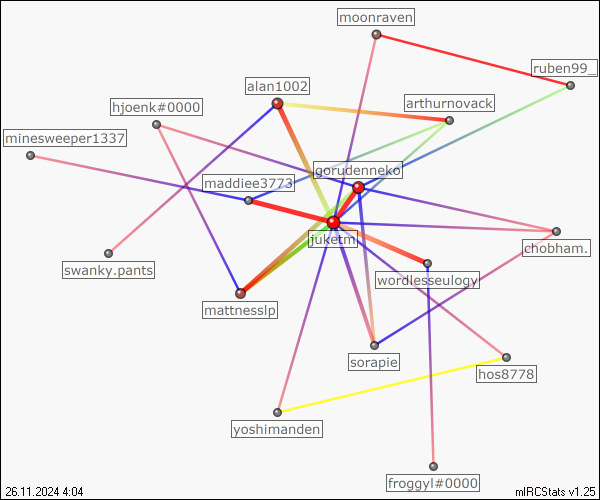 moonraven
ruben99_
alan1002
arthurnovack
hjoenk#0000
minesweeper1337
gorudenneko
maddiee3773
juketm
chobham.
swanky.pants
wordlesseulogy
mattnesslp
sorapie
hos8778
yoshimanden
froggyl#0000
26.11.2024 4:04
mIRCStats v1.25